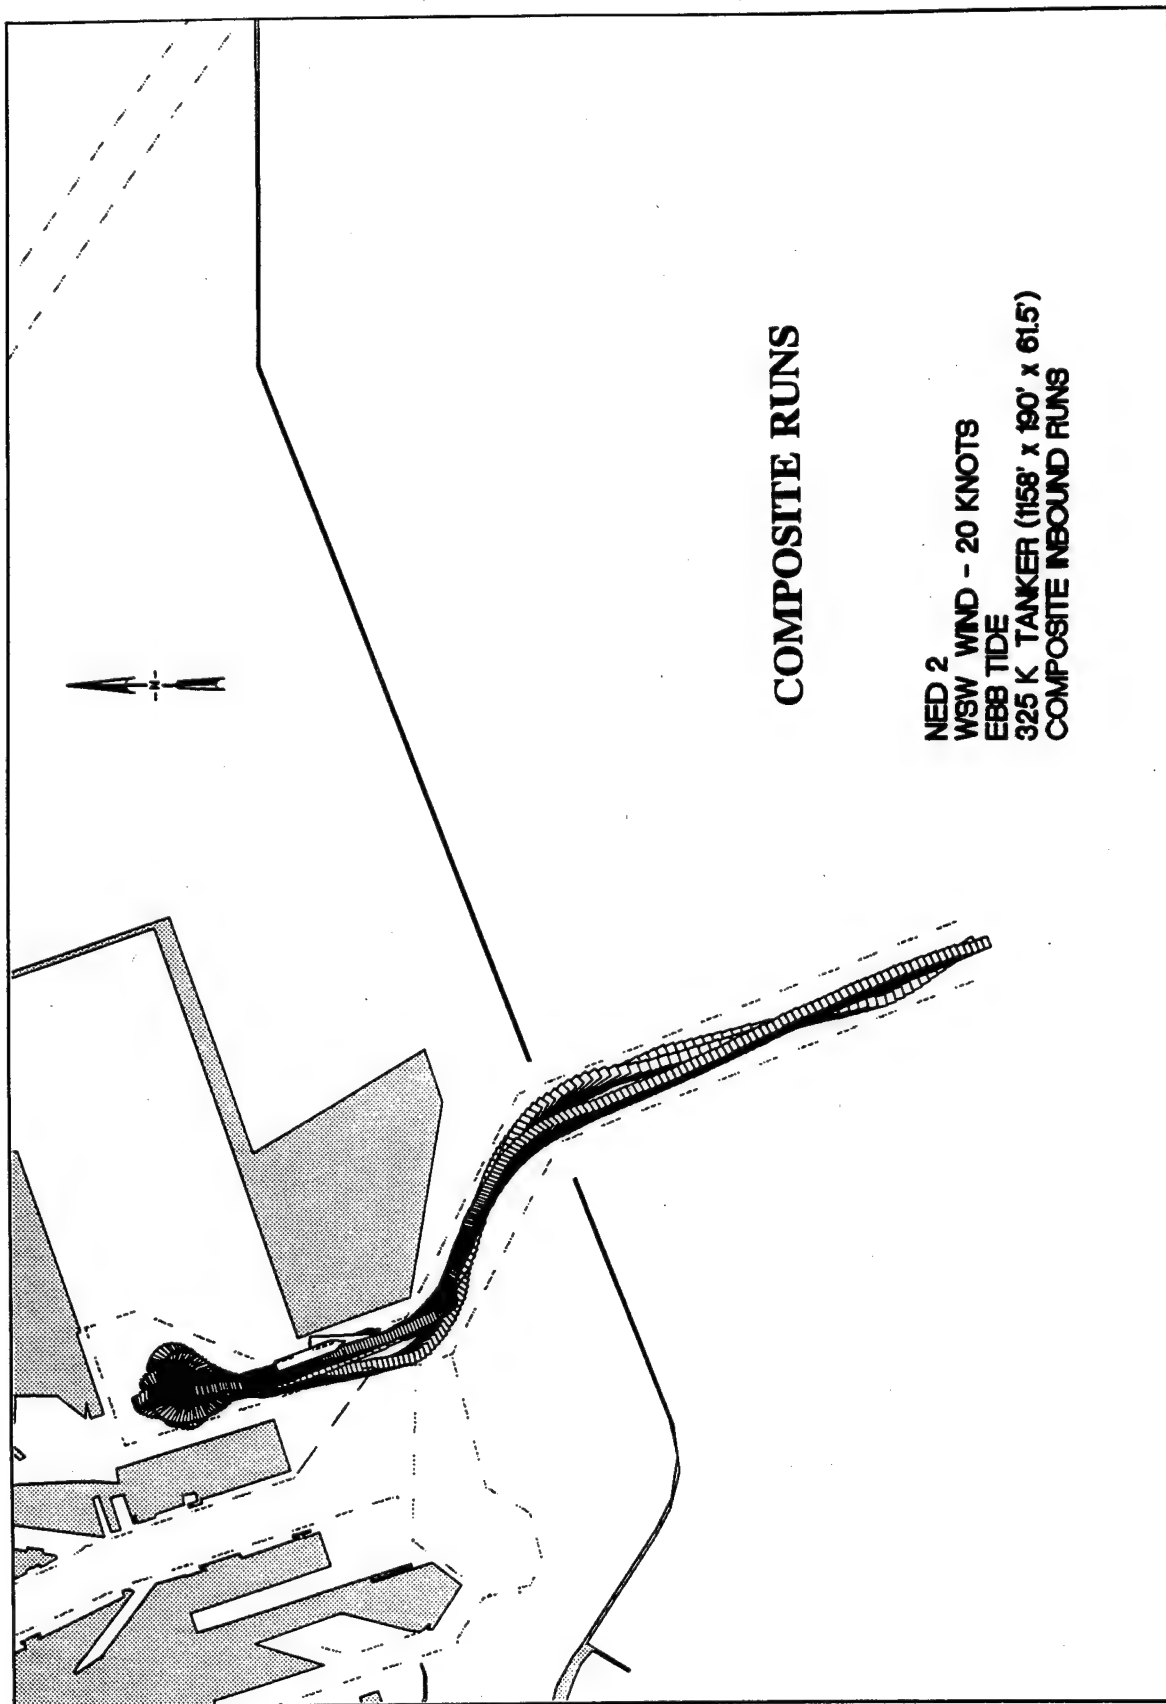 -N-
COMPOSITE RUNS
NED 2
WSW WIND - 20 KNOTS
EBB TIDE
325 K TANKER (1158' x 190' x 61.5')
COMPOSITE INBOUND RUNS